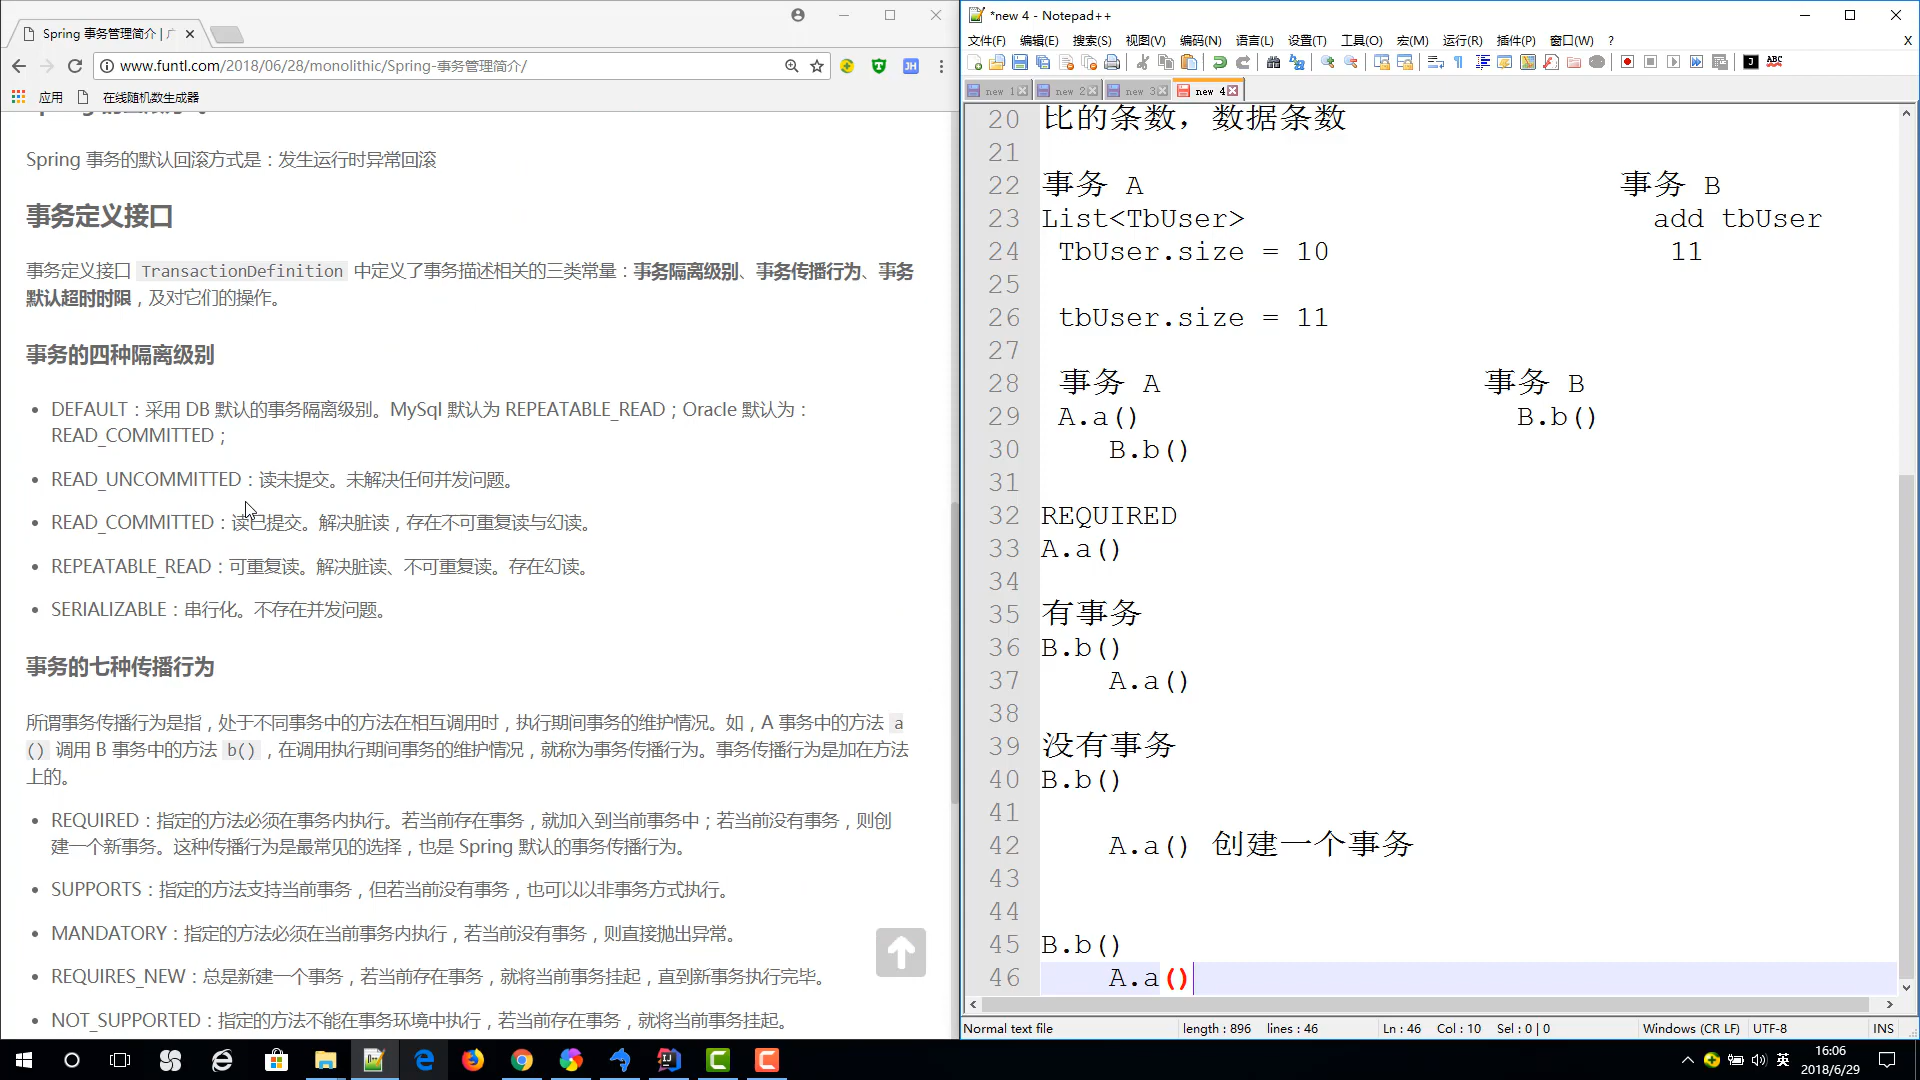 Spring 事务管理简介 | 广
www.funtl.com/2018/06/28/monolithic/Spring-事务管理简介/
应用
在线随机数生成器
Spring 事务的默认回滚方式是：发生运行时异常回滚
事务定义接口
事务定义接口 TransactionDefinition 中定义了事务描述相关的三类常量：事务隔离级别、事务传播行为、事务
默认超时时限，及对它们的操作。
事务的四种隔离级别
DEFAULT：采用 DB 默认的事务隔离级别。MySql 默认为 REPEATABLE_READ；Oracle 默认为：
READ_COMMITTED；
READ_UNCOMMITTED：读未提交。未解决任何并发问题。
READ_COMMITTED：读已提交。解决脏读，存在不可重复读与幻读。
REPEATABLE_READ：可重复读。解决脏读、不可重复读。存在幻读。
SERIALIZABLE：串行化。不存在并发问题。
事务的七种传播行为
所谓事务传播行为是指，处于不同事务中的方法在相互调用时，执行期间事务的维护情况。如，A 事务中的方法 a
() 调用 B 事务中的方法 b()，在调用执行期间事务的维护情况，就称为事务传播行为。事务传播行为是加在方法
上的。
REQUIRED：指定的方法必须在事务内执行。若当前存在事务，就加入到当前事务中；若当前没有事务，则创
建一个新事务。这种传播行为是最常见的选择，也是 Spring 默认的事务传播行为。
SUPPORTS：指定的方法支持当前事务，但若当前没有事务，也可以以非事务方式执行。
MANDATORY：指定的方法必须在当前事务内执行，若当前没有事务，则直接抛出异常。
REQUIRES_NEW：总是新建一个事务，若当前存在事务，就将当前事务挂起，直到新事务执行完毕。
NOT_SUPPORTED：指定的方法不能在事务环境中执行，若当前存在事务，就将当前事务挂起。
*new 4 - Notepad++
文件(F) 编辑(E) 搜索(S) 视图(V) 编码(N) 语言(L) 设置(T) 工具(O) 宏(M) 运行(R) 插件(P) 窗口(W) ? X
new 1 new 2 new 3 new 4
20 比的条数，数据条数
21
22 事务 A 事务 B
23 List<TbUser> add tbUser
24 TbUser.size = 10 11
25
26 tbUser.size = 11
27
28 事务 A 事务 B
29 A.a() B.b()
30 B.b()
31
32 REQUIRED
33 A.a()
34
35 有事务
36 B.b()
37 A.a()
38
39 没有事务
40 B.b()
41
42 A.a() 创建一个事务
43
44
45 B.b()
46 A.a()
Normal text file length : 896 lines : 46 Ln : 46 Col : 10 Sel : 0 | 0 Windows (CR LF) UTF-8 INS
英 16:06
2018/6/29